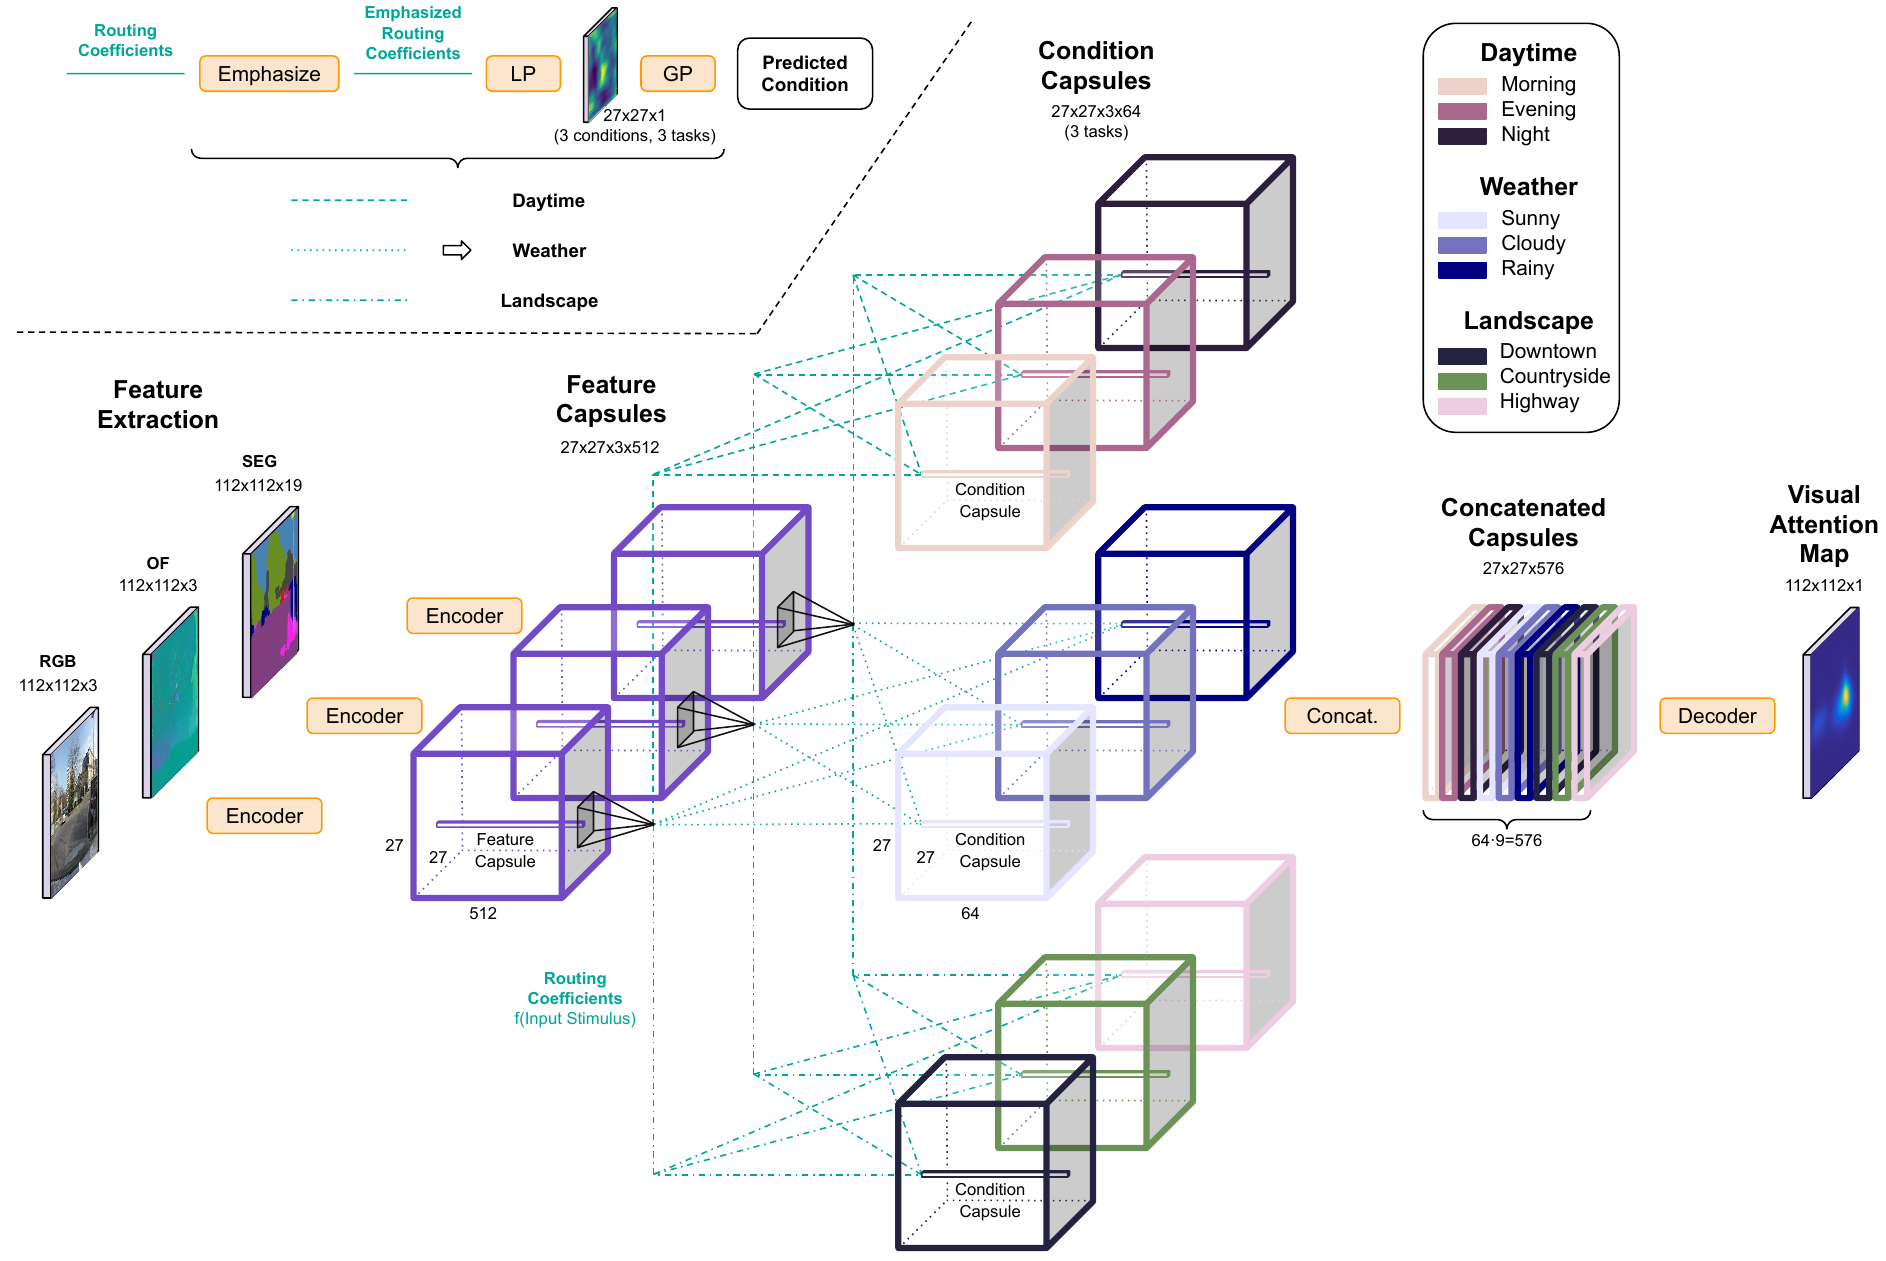 Routing
Coefficients
Emphasize
Emphasized
Routing
Coefficients
LP
27x27x1
(3 conditions, 3 tasks)
GP
Predicted
Condition
Daytime
Weather
Landscape
Condition
Capsules
27x27x3x64
(3 tasks)
Daytime
Morning
Evening
Night
Weather
Sunny
Cloudy
Rainy
Landscape
Downtown
Countryside
Highway
Feature
Extraction
SEG
112x112x19
OF
112x112x3
RGB
112x112x3
Encoder
Encoder
Encoder
Feature
Capsules
27x27x3x512
Feature
Capsule
27
27
512
Routing
Coefficients
f(Input Stimulus)
Condition
Capsule
Condition
Capsule
27
27
64
Condition
Capsule
Concat.
Concatenated
Capsules
27x27x576
64·9=576
Decoder
Visual
Attention
Map
112x112x1